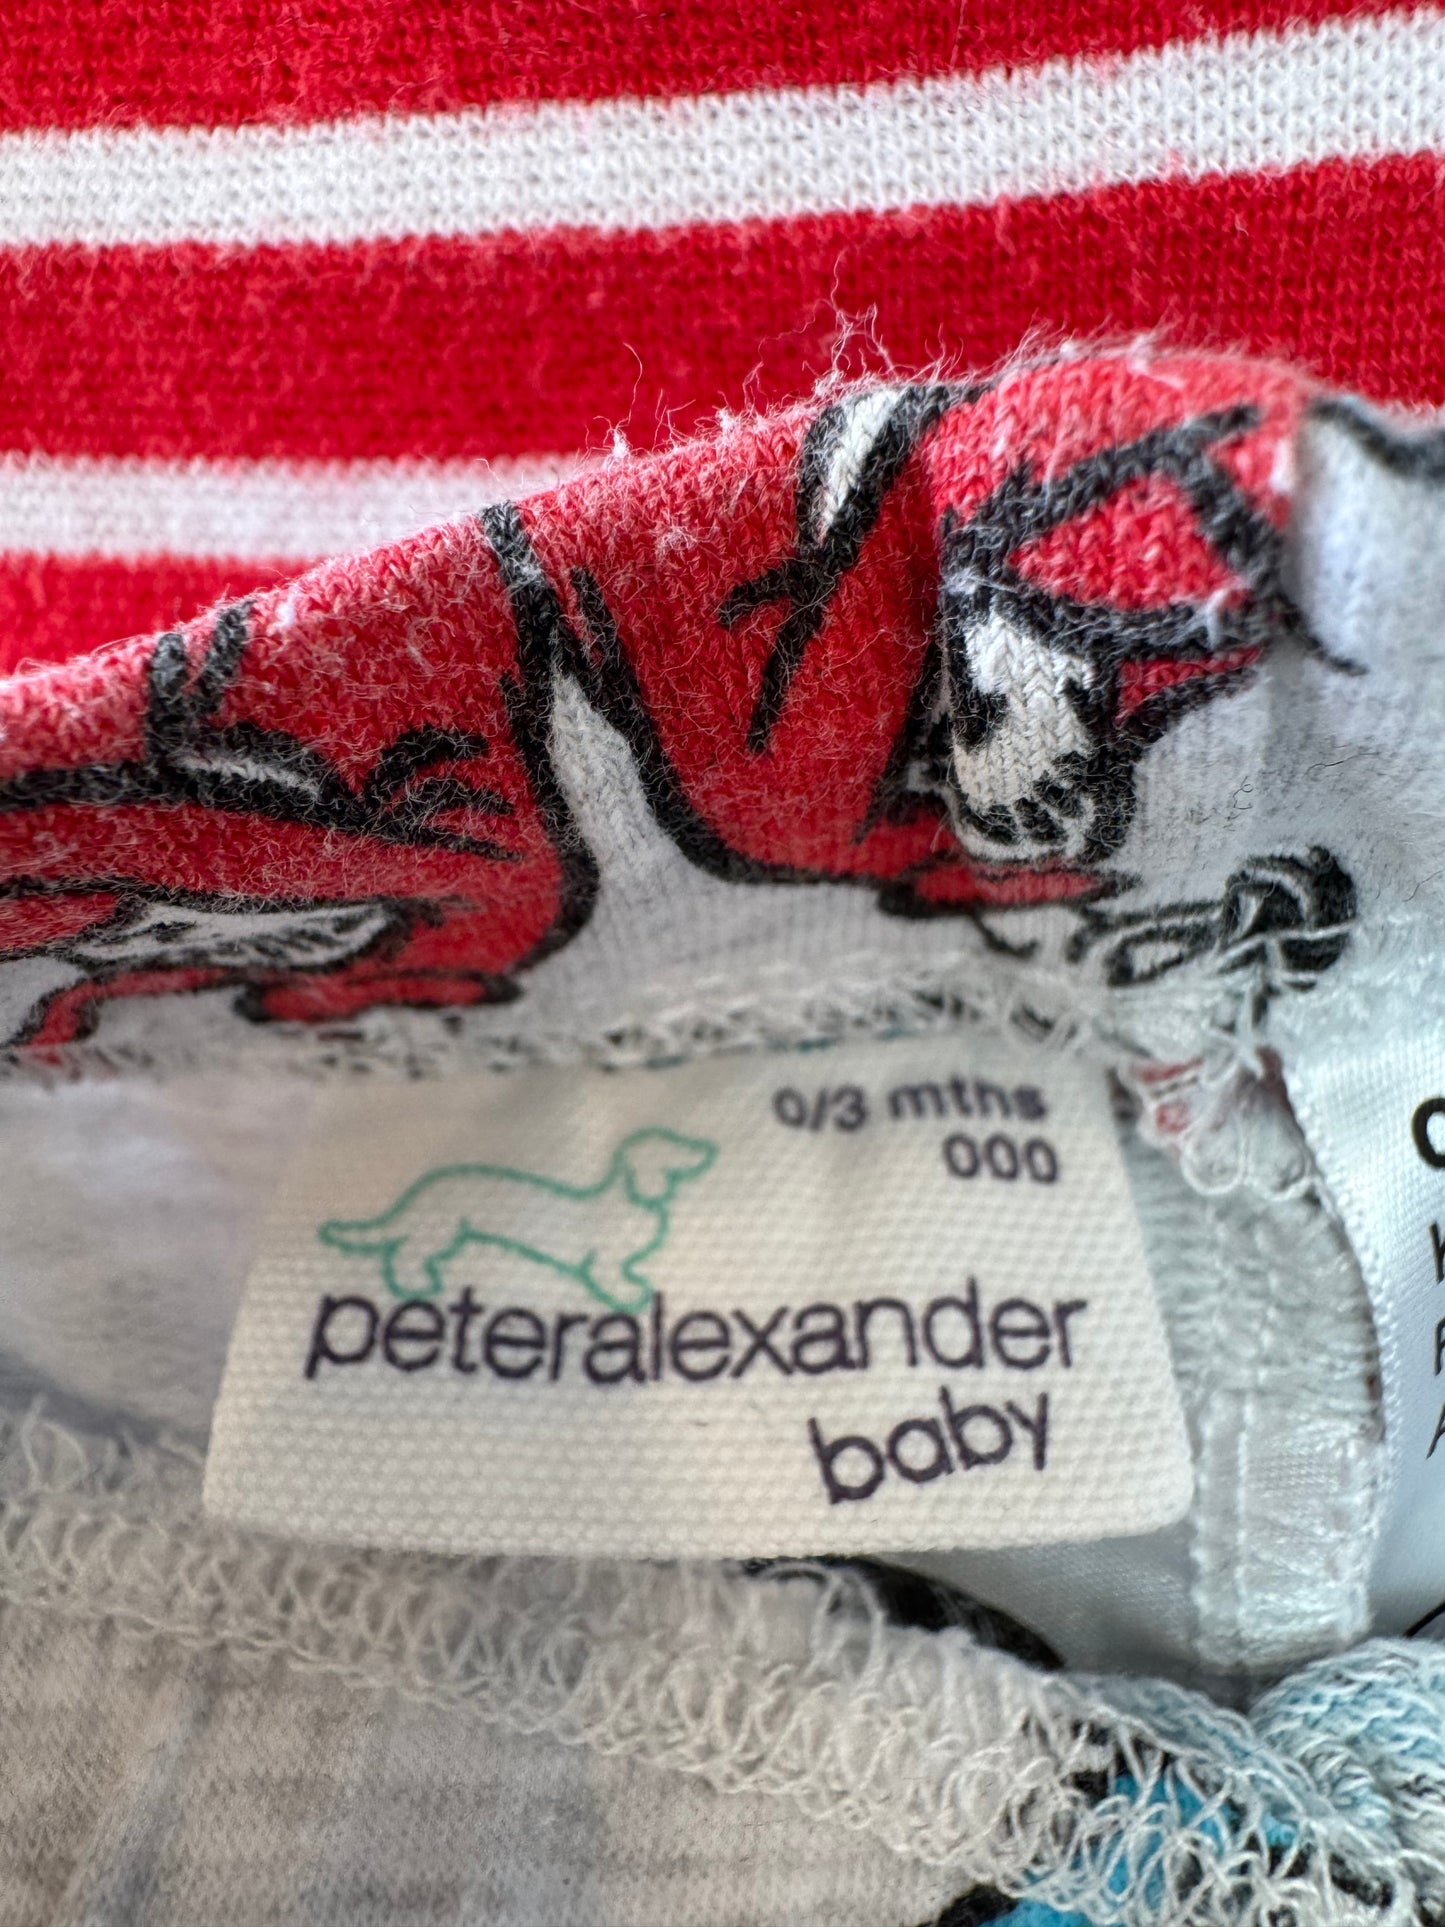 0/3 mths
000
peteralexander
baby